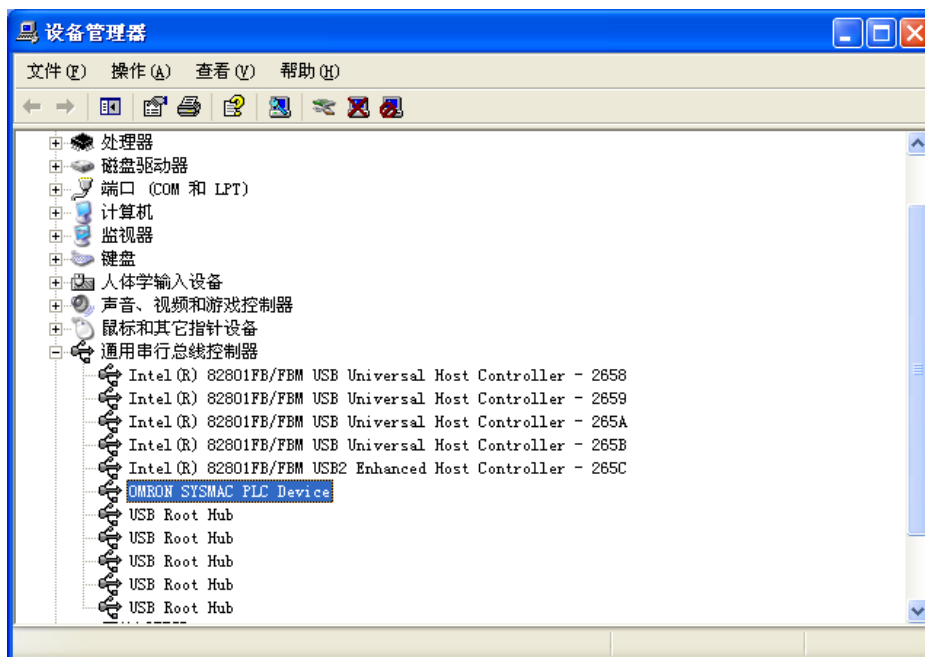 设备管理器
文件(F) 操作(A) 查看(V) 帮助(H)
处理器
磁盘驱动器
端口 (COM 和 LPT)
计算机
监视器
键盘
人体学输入设备
声音、视频和游戏控制器
鼠标和其它指针设备
通用串行总线控制器
Intel(R) 82801FB/FBM USB Universal Host Controller - 2658
Intel(R) 82801FB/FBM USB Universal Host Controller - 2659
Intel(R) 82801FB/FBM USB Universal Host Controller - 265A
Intel(R) 82801FB/FBM USB Universal Host Controller - 265B
Intel(R) 82801FB/FBM USB2 Enhanced Host Controller - 265C
OMRON SYSMAC PLC Device
USB Root Hub
USB Root Hub
USB Root Hub
USB Root Hub
USB Root Hub